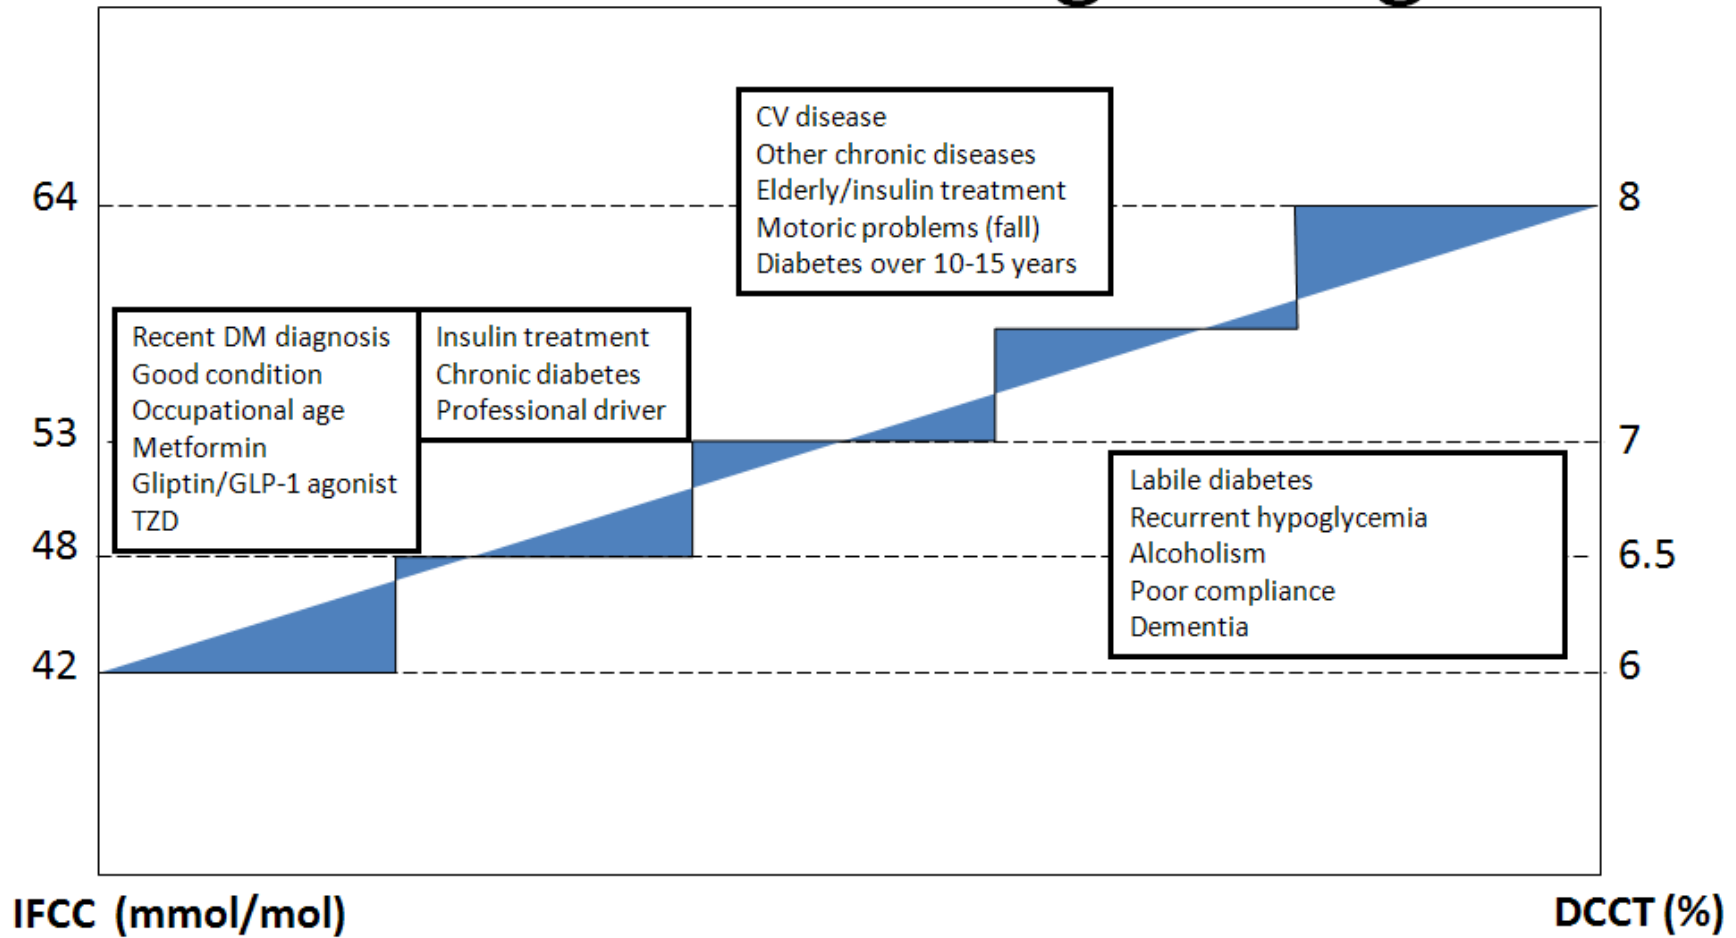 CV disease
Other chronic diseases
Elderly/insulin treatment
Motoric problems (fall)
Diabetes over 10-15 years
64
8
Recent DM diagnosis
Good condition
Occupational age
Metformin
Gliptin/GLP-1 agonist
TZD
Insulin treatment
Chronic diabetes
Professional driver
53
7
Labile diabetes
Recurrent hypoglycemia
Alcoholism
Poor compliance
Dementia
48
6.5
42
6
IFCC (mmol/mol)
DCCT (%)